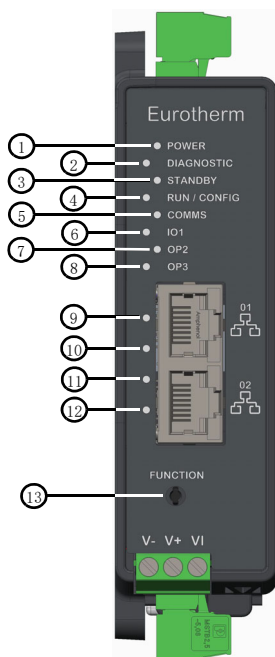 Eurotherm
1 POWER
2 DIAGNOSTIC
3 STANDBY
4 RUN / CONFIG
5 COMMS
6 IO1
7 OP2
8 OP3
9
01
10
11
02
12
FUNCTION
13
V- V+ VI